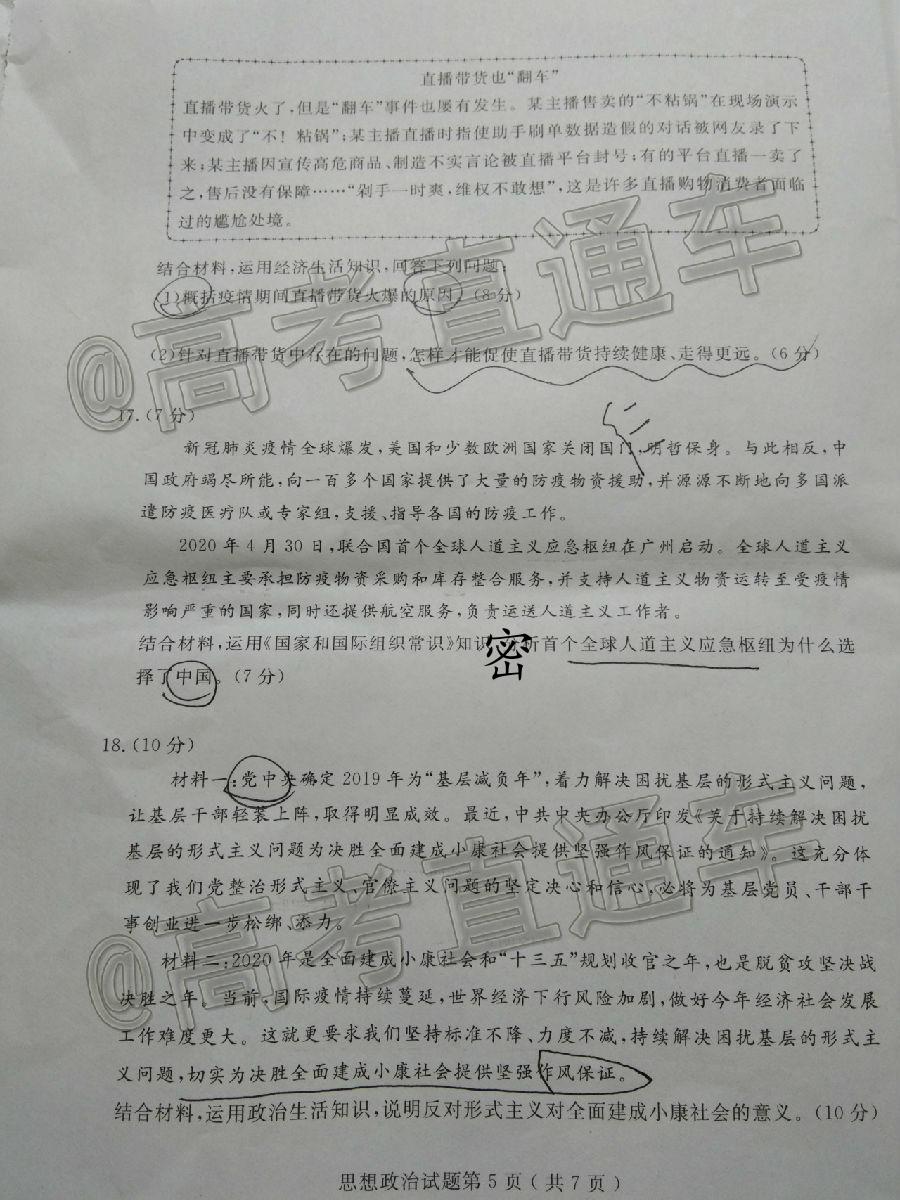 直播带货也“翻车”
直播带货火了,但是“翻车”事件也屡有发生。某主播售卖的“不粘锅”在现场演示
中变成了“不!粘锅”;某主播直播时指使助手刷单数据造假的对话被网友录了下
来;某主播因宣传高危商品、制造不实言论被直播平台封号;有的平台直播一卖了
之,售后没有保障……“剁手一时爽,维权不敢想”,这是许多直播购物消费者面临
过的尴尬处境。
结合材料,运用经济生活知识,回答下列问题:
(1)概括疫情期间直播带货火爆的原因。(8分)
(2)针对直播带货中存在的问题,怎样才能促使直播带货持续健康、走得更远。(6分)
@高考直通车
17.(7分)
新冠肺炎疫情全球爆发,美国和少数欧洲国家关闭国门,明哲保身。与此相反,中
国政府竭尽所能,向一百多个国家提供了大量的防疫物资援助,并源源不断地向多国派
遣防疫医疗队或专家组,支援、指导各国的防疫工作。
2020年4月30日,联合国首个全球人道主义应急枢纽在广州启动。全球人道主义
应急枢纽主要承担防疫物资采购和库存整合服务,并支持人道主义物资运转至受疫情
影响严重的国家,同时还提供航空服务,负责运送人道主义工作者。
结合材料,运用《国家和国际组织常识》知识,分析首个全球人道主义应急枢纽为什么选
密
择了中国。(7分)
18.(10分)
材料一:党中央确定2019年为“基层减负年”,着力解决困扰基层的形式主义问题,
让基层干部轻装上阵,取得明显成效。最近,中共中央办公厅印发《关于持续解决困扰
基层的形式主义问题为决胜全面建成小康社会提供坚强作风保证的通知》。这充分体
现了我们党整治形式主义、官僚主义问题的坚定决心和信心,必将为基层党员、干部干
事创业进一步松绑、添力。
@高考直通车
材料二:2020年是全面建成小康社会和“十三五”规划收官之年,也是脱贫攻坚决战
决胜之年。当前,国际疫情持续蔓延,世界经济下行风险加剧,做好今年经济社会发展
工作难度更大。这就更要求我们坚持标准不降、力度不减,持续解决困扰基层的形式主
义问题,切实为决胜全面建成小康社会提供坚强作风保证。
结合材料,运用政治生活知识,说明反对形式主义对全面建成小康社会的意义。(10分)
思想政治试题第5页(共7页)